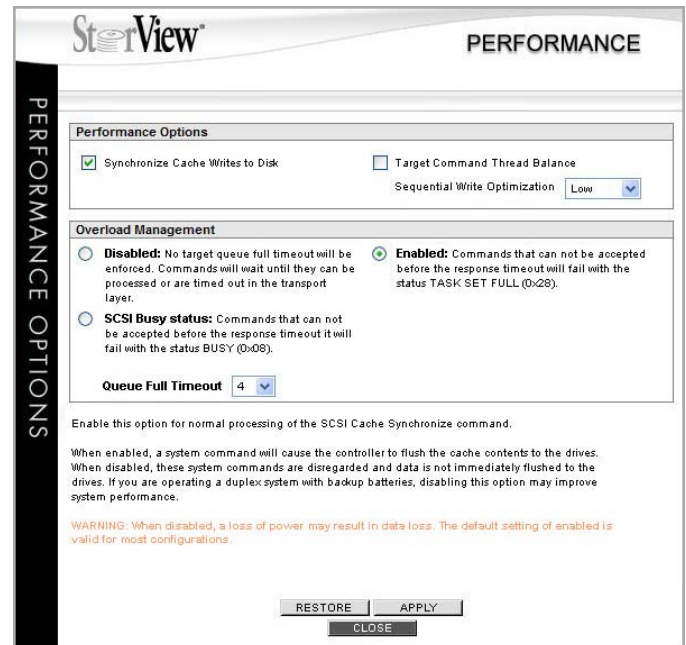 StorView
PERFORMANCE
PERFORMANCE OPTIONS
Performance Options
Synchronize Cache Writes to Disk
Target Command Thread Balance
Sequential Write Optimization Low
Overload Management
Disabled: No target queue full timeout will be
enforced. Commands will wait until they can be
processed or are timed out in the transport
layer.
Enabled: Commands that can not be accepted
before the response timeout will fail with the
status TASK SET FULL (0x28).
SCSI Busy status: Commands that can not
be accepted before the response timeout it will
fail with the status BUSY (0x08).
Queue Full Timeout 4
Enable this option for normal processing of the SCSI Cache Synchronize command.
When enabled, a system command will cause the controller to flush the cache contents to the drives.
When disabled, these system commands are disregarded and data is not immediately flushed to the
drives. If you are operating a duplex system with backup batteries, disabling this option may improve
system performance.
WARNING: When disabled, a loss of power may result in data loss. The default setting of enabled is
valid for most configurations.
RESTORE
APPLY
CLOSE